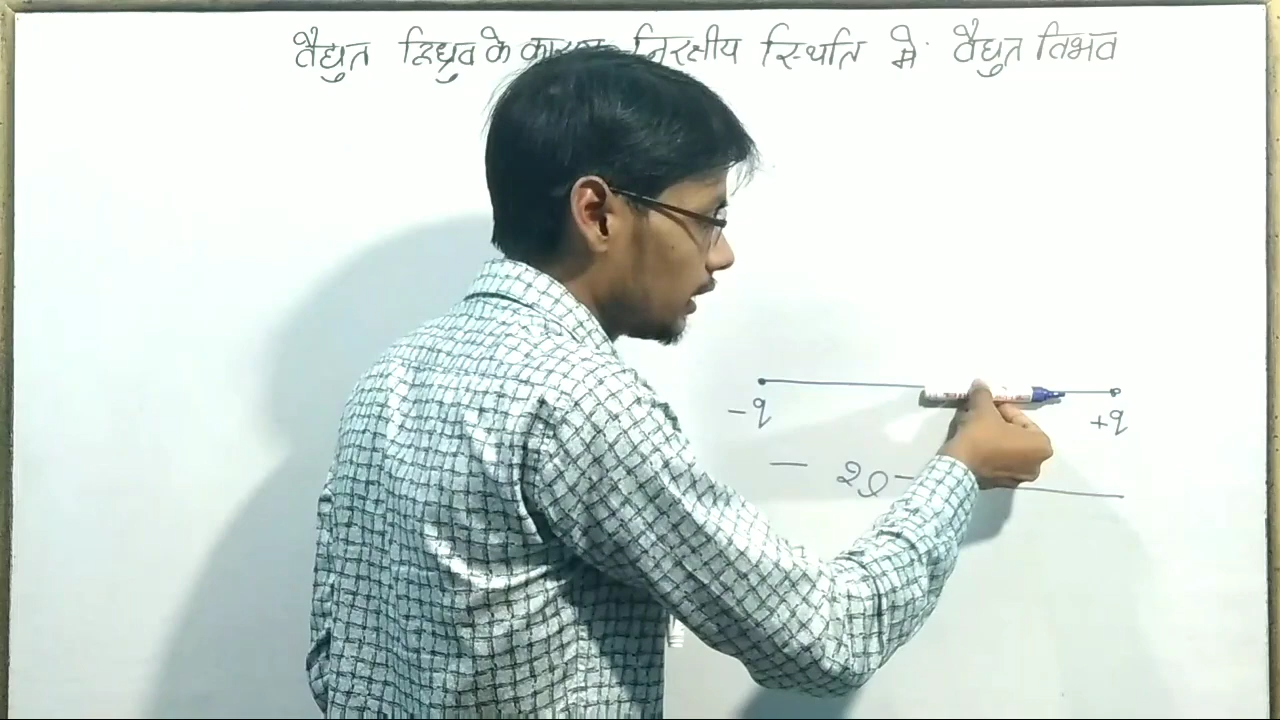 वैद्युत द्विध्रुव के कारण निरक्षीय स्थिति में वैद्युत विभव
-q +q
2l